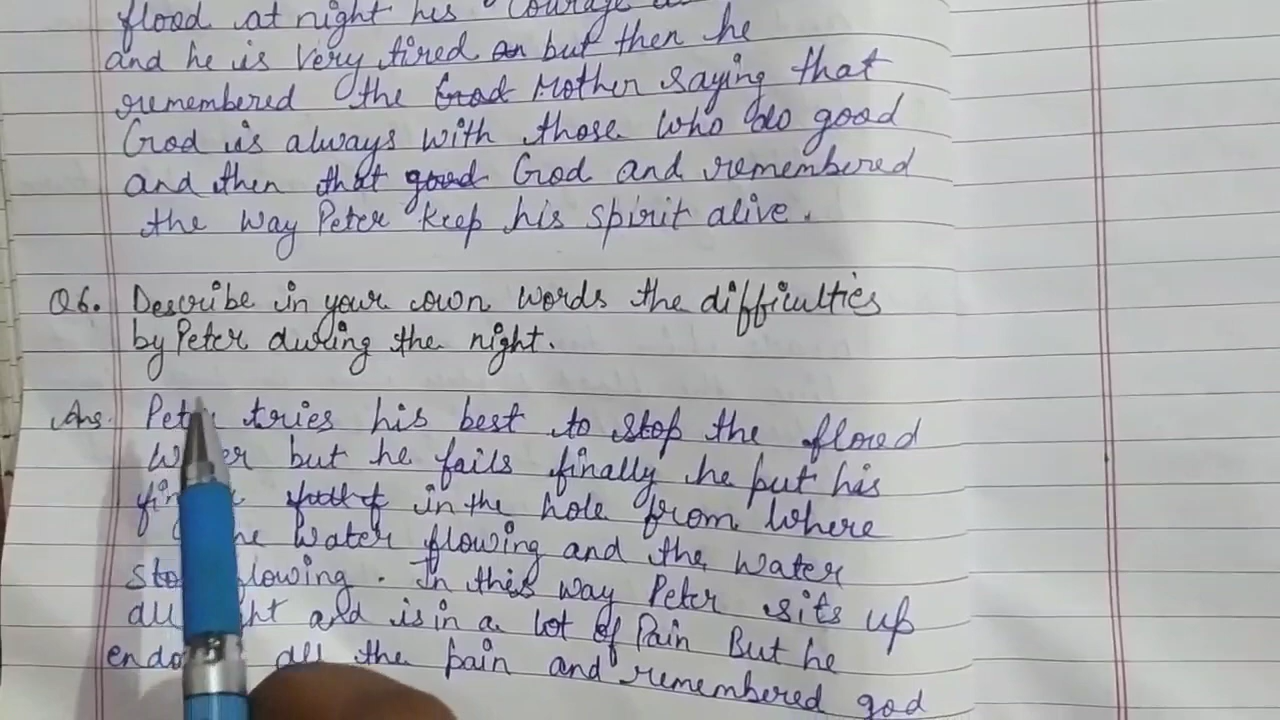 flood at night his Courage
and he is Very tired an but then he
remembered the God Mother saying that
God is always with those who do good
and then that good God and remembered
the way Peter keep his spirit alive.
Q6. Describe in your own words the difficulties
by Peter during the night.
Ans. Peter tries his best to stop the flood
Water but he fails finally he put his
in the hole from where
the water flowing and the water
flowing. In this way Peter sits up
all night and is in a lot of Pain But he
all the pain and remembered god